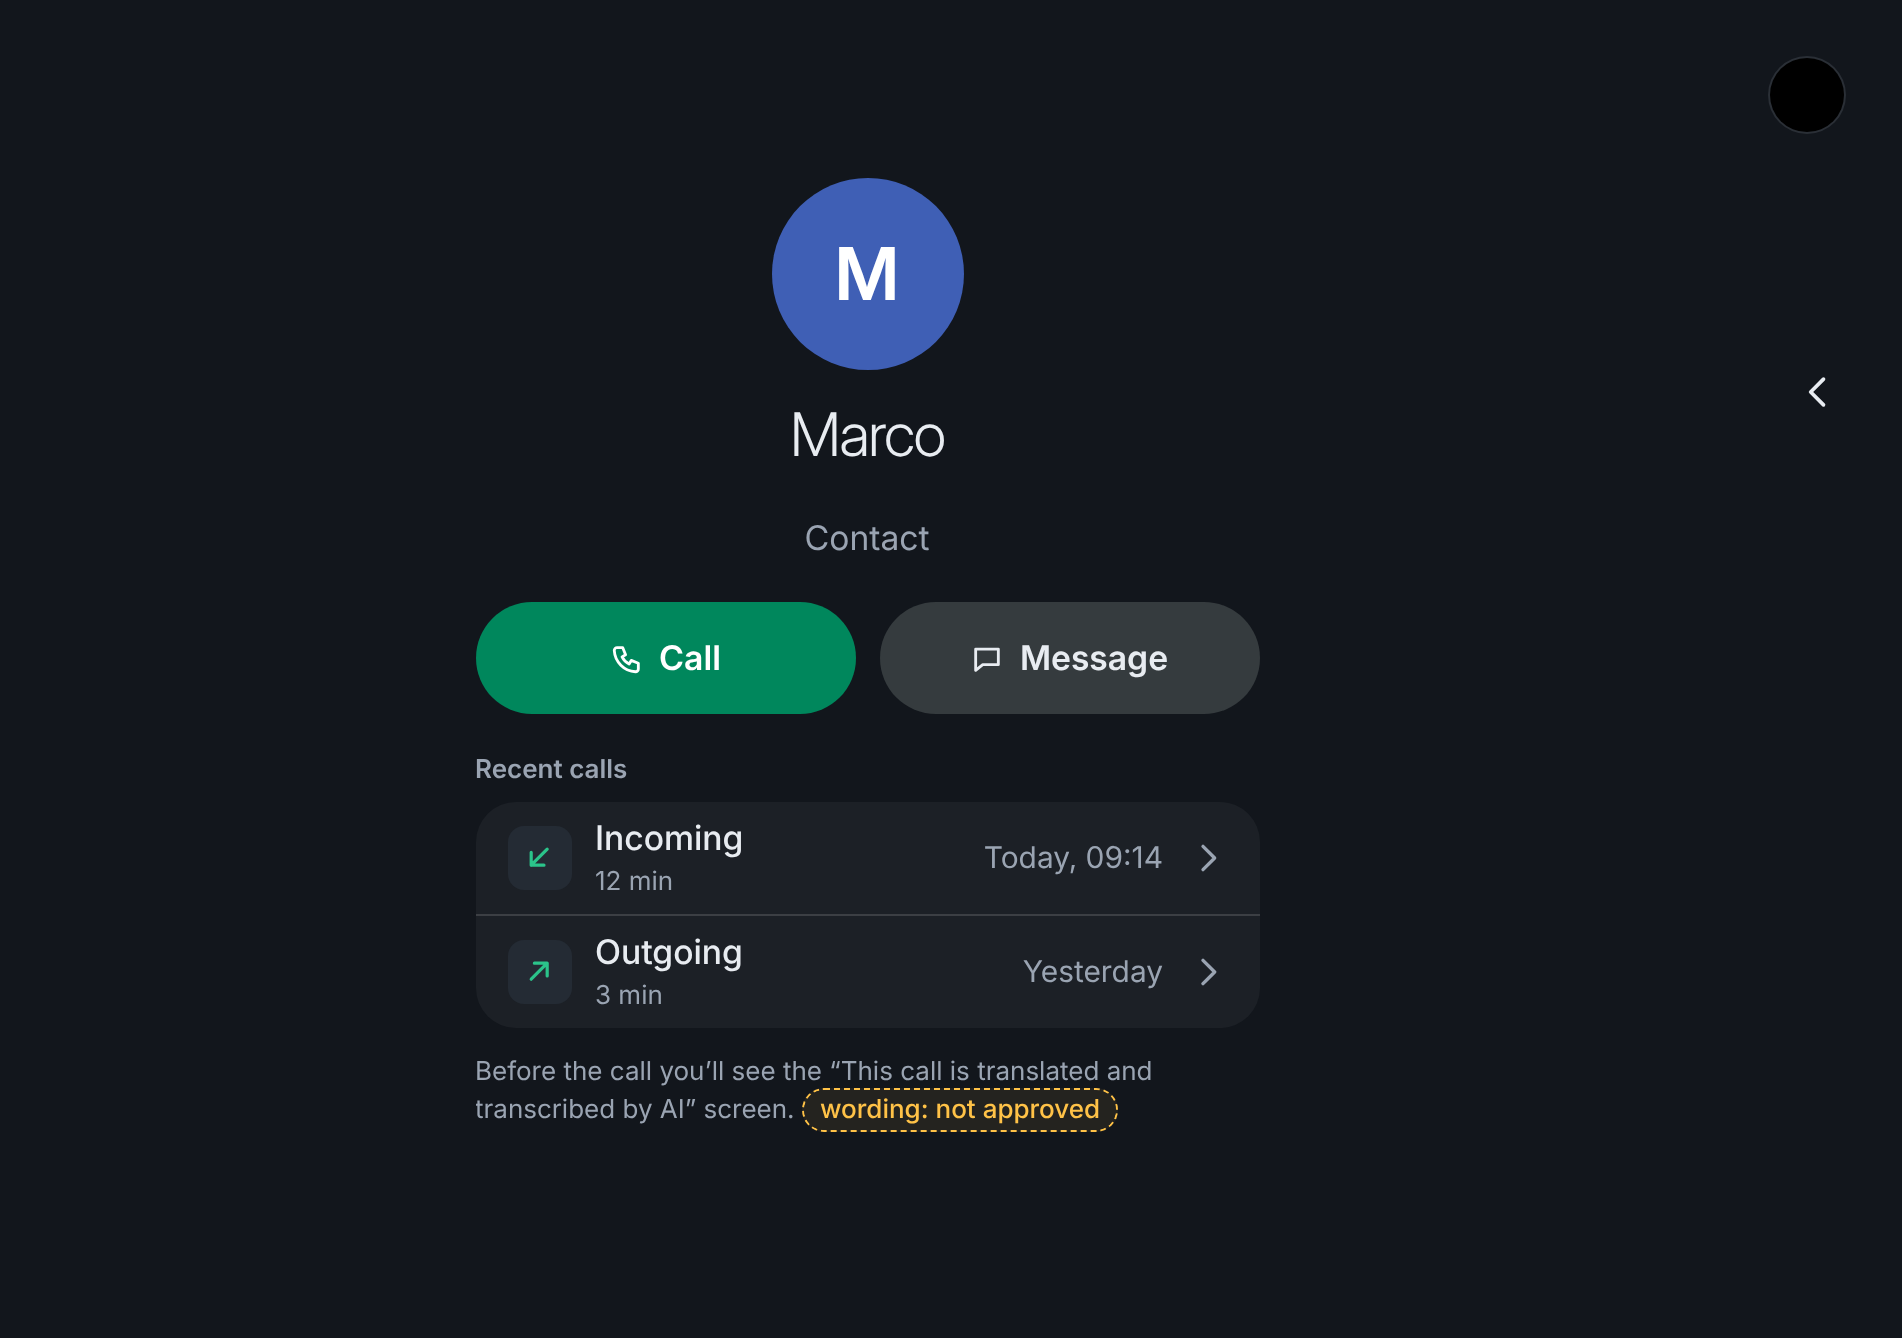 M
Marco
Contact
Call
Message
Recent calls
Incoming
12 min
Today, 09:14
Outgoing
3 min
Yesterday
Before the call you’ll see the “This call is translated and
transcribed by AI” screen. wording: not approved